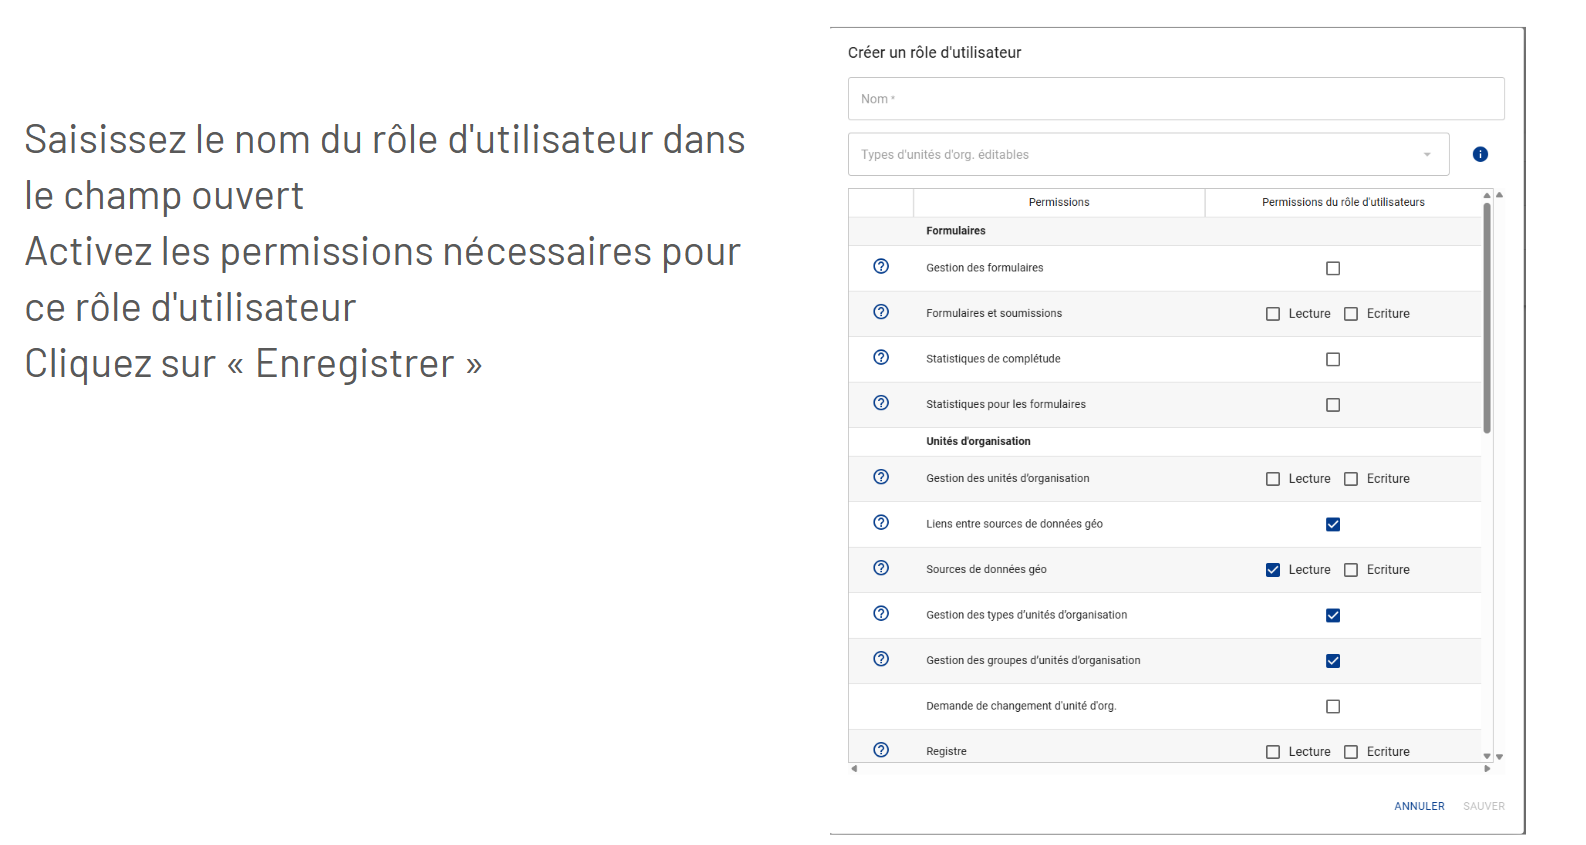 Saisissez le nom du rôle d'utilisateur dans
le champ ouvert
Activez les permissions nécessaires pour
ce rôle d'utilisateur
Cliquez sur « Enregistrer »
Créer un rôle d'utilisateur
Nom *
Types d'unités d'org. éditables
Permissions Permissions du rôle d'utilisateurs
Formulaires
Gestion des formulaires
Formulaires et soumissions Lecture Ecriture
Statistiques de complétude
Statistiques pour les formulaires
Unités d'organisation
Gestion des unités d'organisation Lecture Ecriture
Liens entre sources de données géo
Sources de données géo Lecture Ecriture
Gestion des types d'unités d'organisation
Gestion des groupes d'unités d'organisation
Demande de changement d'unité d'org.
Registre Lecture Ecriture
ANNULER SAUVER